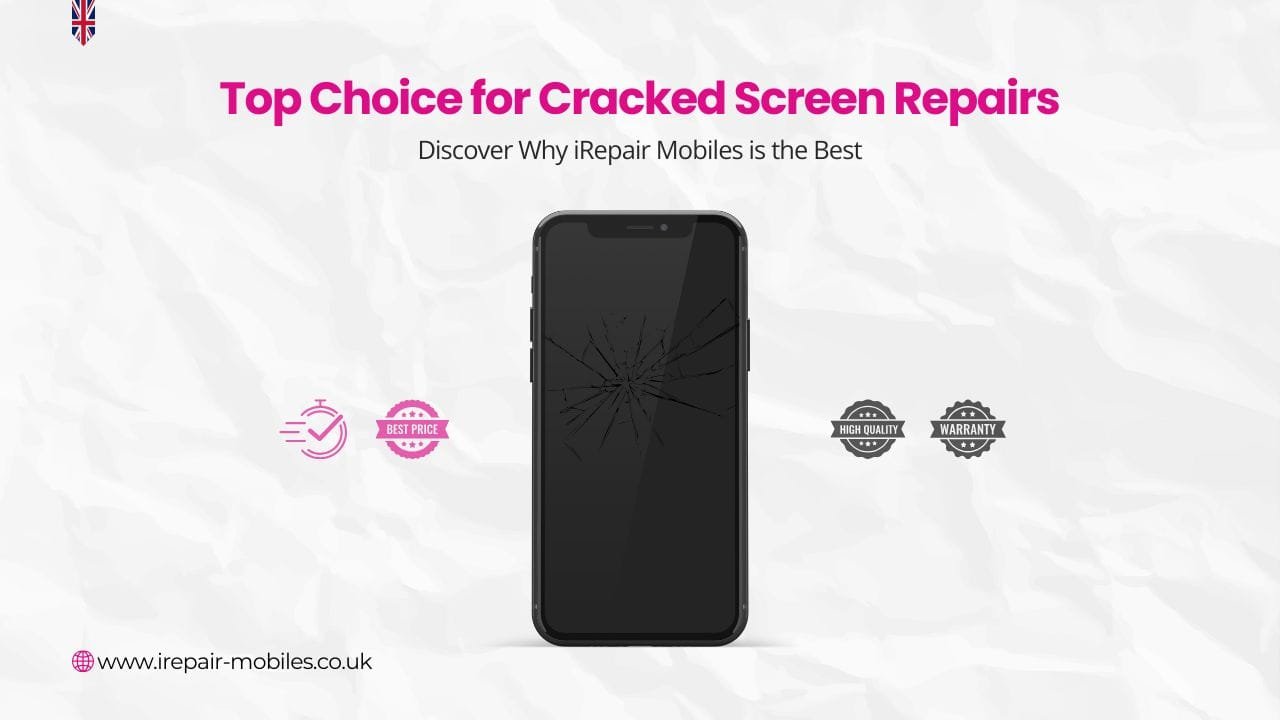 Top Choice for Cracked Screen Repairs
Discover Why iRepair Mobiles is the Best
BEST PRICE
HIGH QUALITY
WARRANTY
www.irepair-mobiles.co.uk